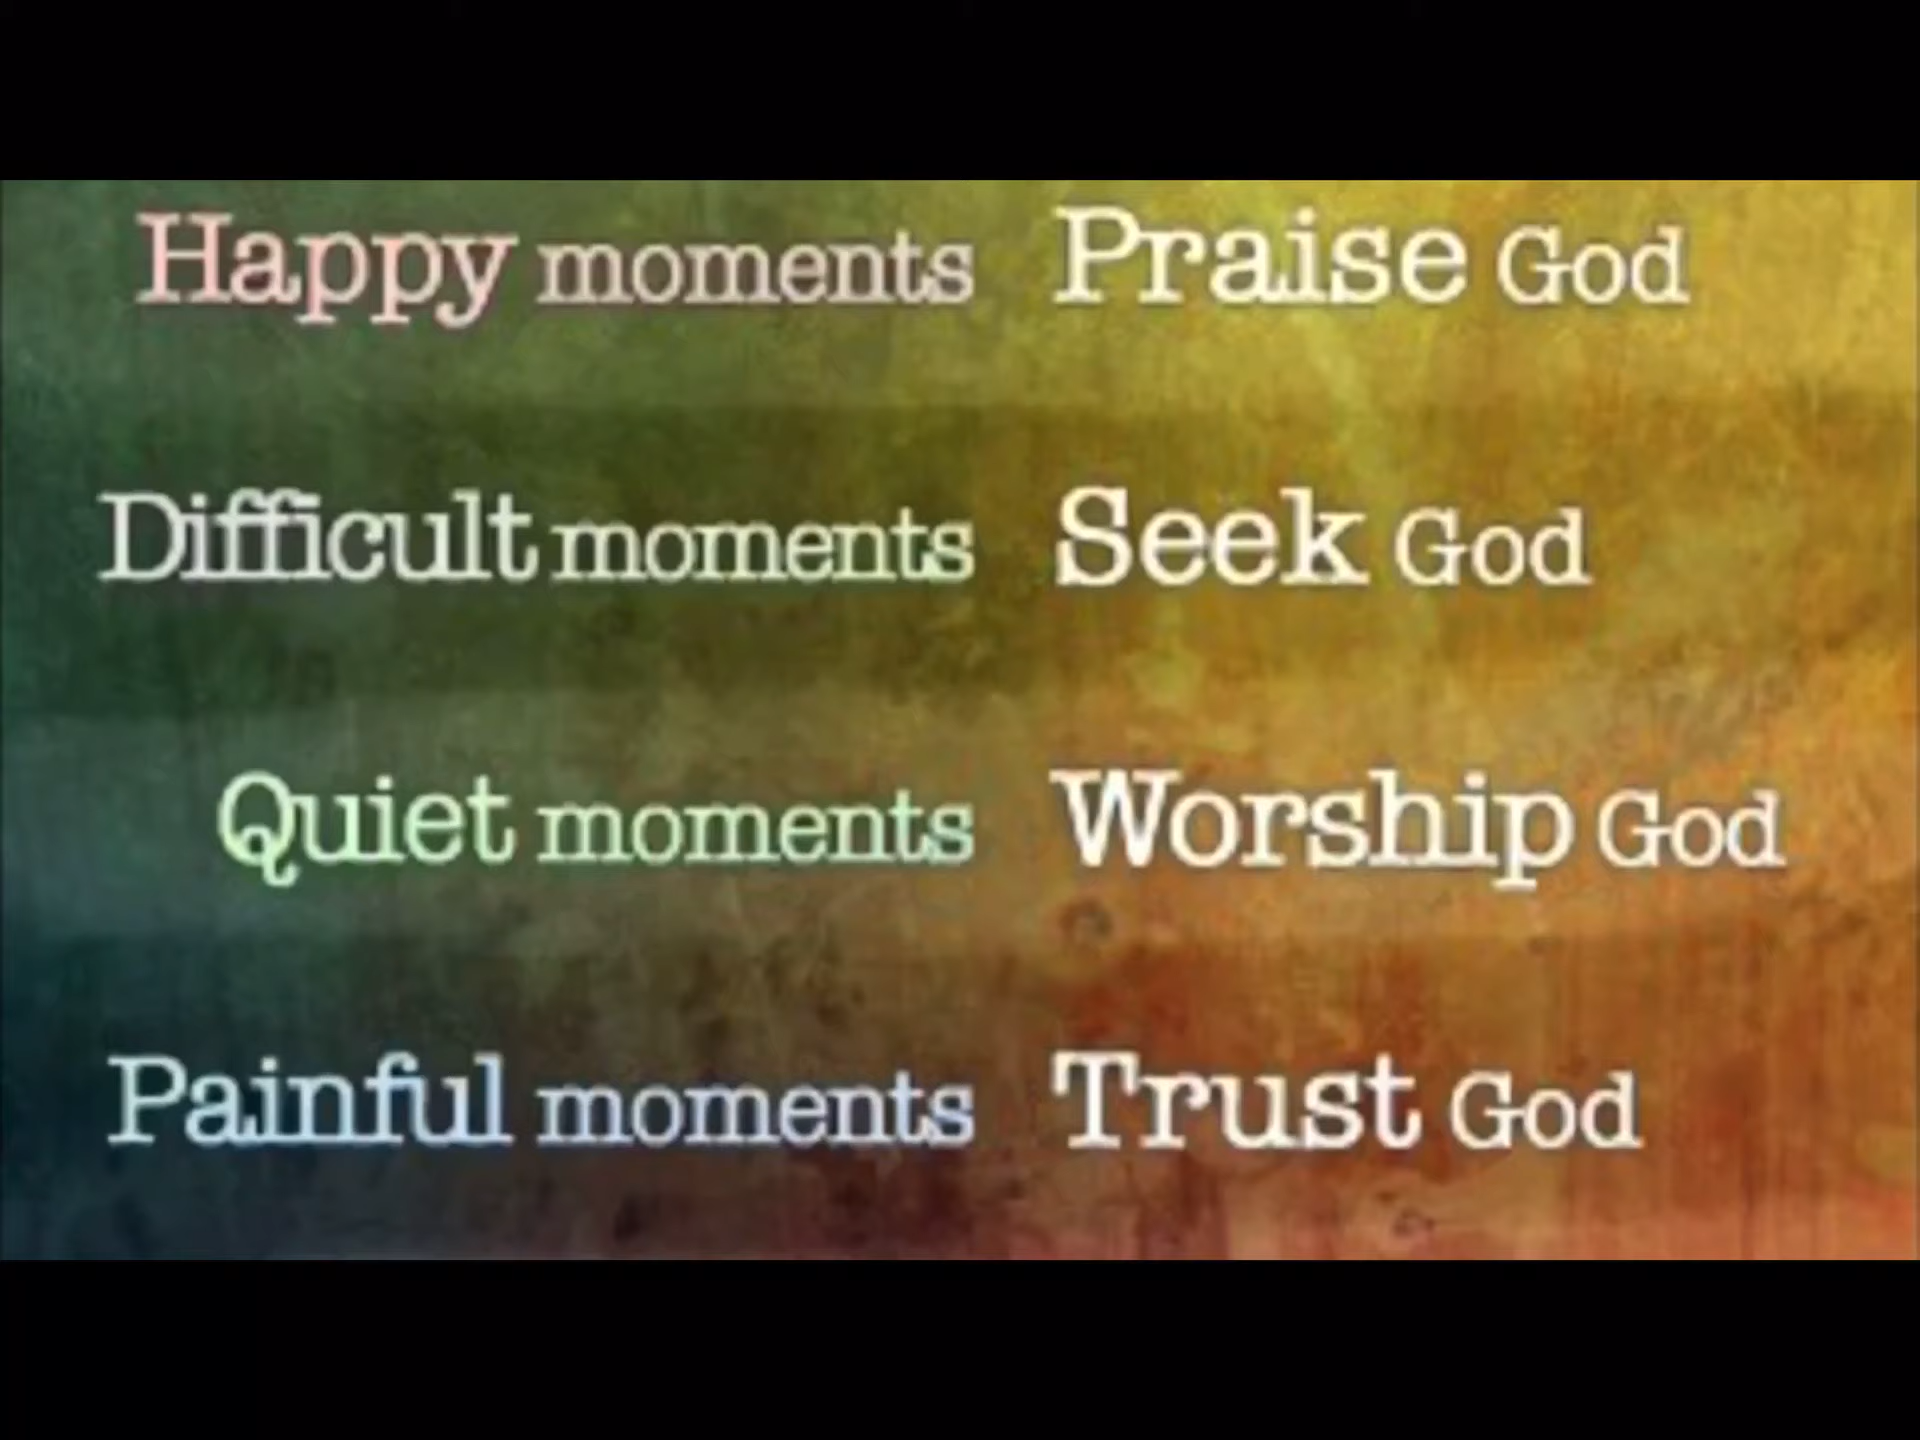 Happy moments Praise God
Difficult moments Seek God
Quiet moments Worship God
Painful moments Trust God